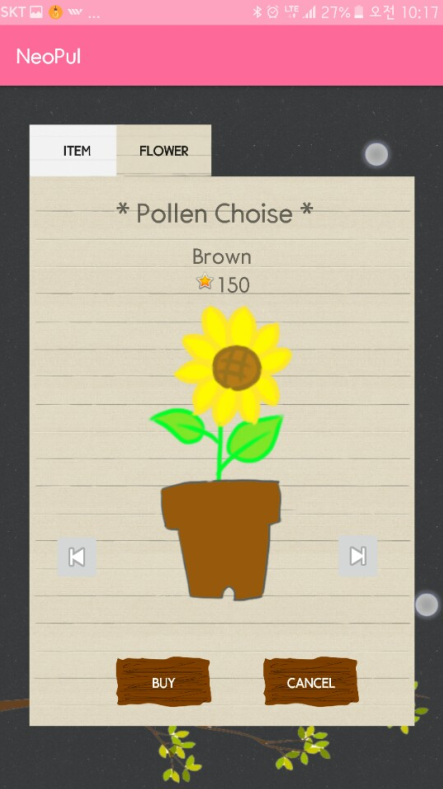 SKT ... LTE 27% 오전 10:17
NeoPul
ITEM FLOWER
* Pollen Choise *
Brown
150
BUY CANCEL